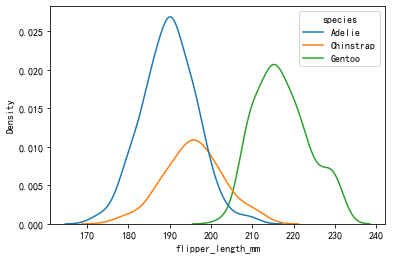 species
Adelie
Chinstrap
Gentoo
Density
0.025
0.020
0.015
0.010
0.005
0.000
170 180 190 200 210 220 230 240
flipper_length_mm